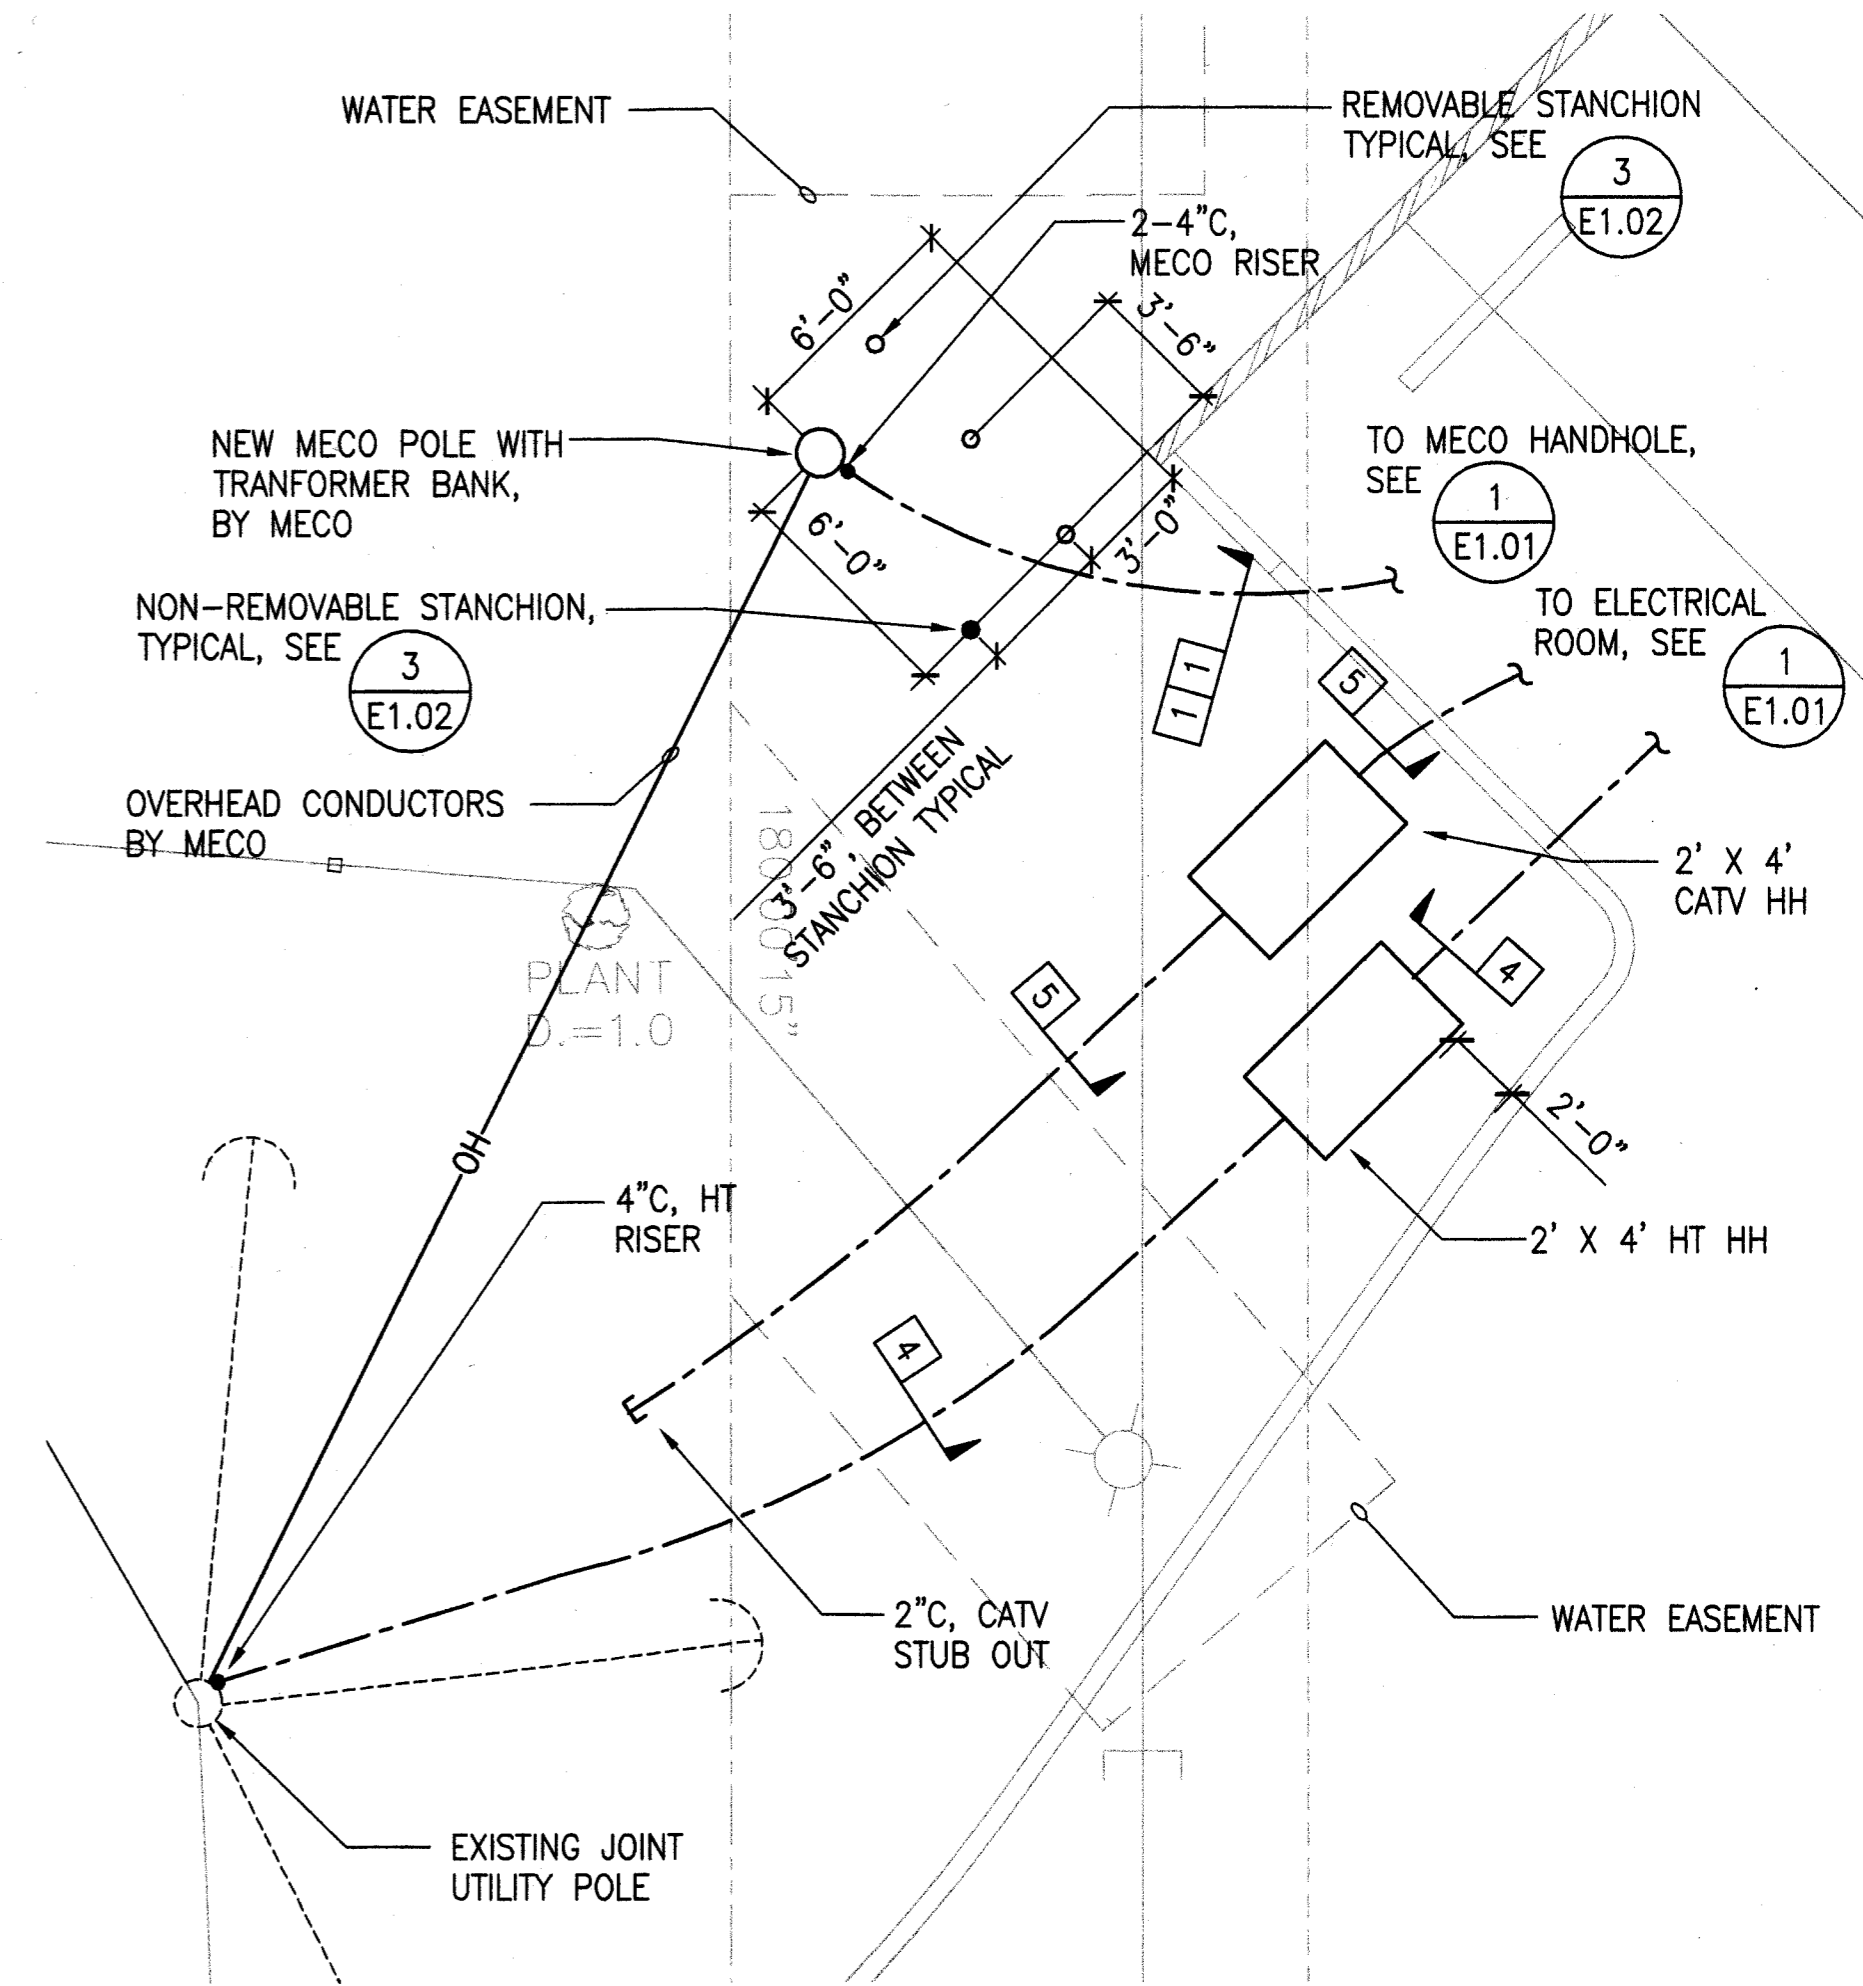 WATER EASEMENT
REMOVABLE STANCHION
TYPICAL, SEE
3
E1.02
2-4"C,
MECO RISER
6'-0"
3'-6"
NEW MECO POLE WITH
TRANFORMER BANK,
BY MECO
TO MECO HANDHOLE,
SEE
1
E1.01
6'-0"
3'-0"
NON-REMOVABLE STANCHION,
TYPICAL, SEE
3
E1.02
TO ELECTRICAL
ROOM, SEE
1
E1.01
1 1
5
OVERHEAD CONDUCTORS
BY MECO
3'-6", BETWEEN
STANCHION TYPICAL
2' X 4'
CATV HH
PLANT
D.=1.0
5
4
2'-0"
OH
4"C, HT
RISER
2' X 4' HT HH
4
2"C, CATV
STUB OUT
WATER EASEMENT
EXISTING JOINT
UTILITY POLE